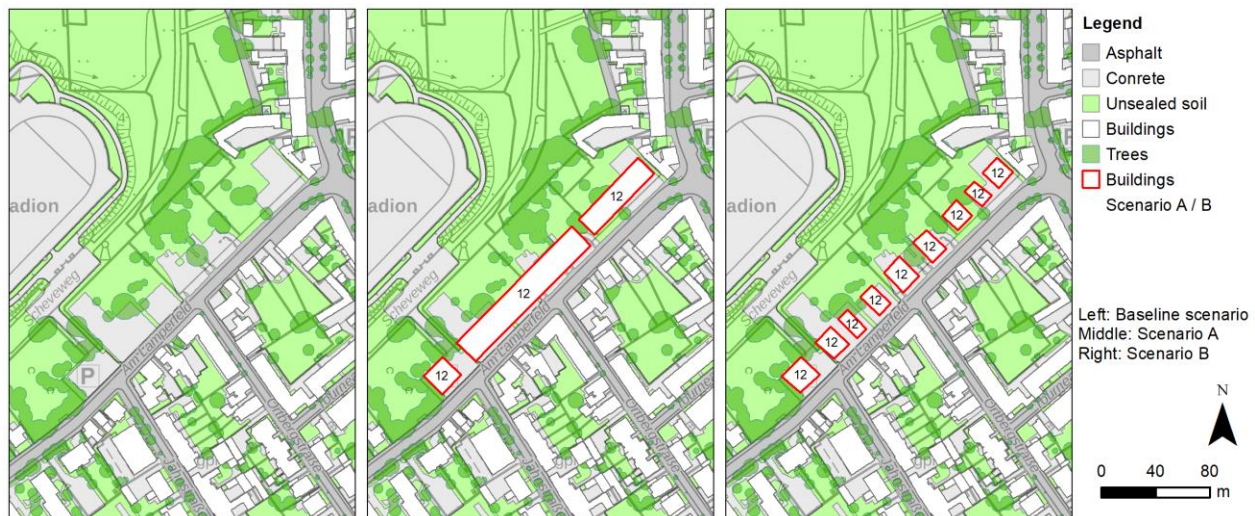 adion
Scheveweg
Am Lamperfeld
P
P
adion
12
12
12
Scheveweg
Am Lamperfeld
Ortbergstraße
P
adion
12
12
12
12
12
12
12
12
12
Scheveweg
Am Lamperfeld
Ortbergstraße
P
Legend
Asphalt
Conrete
Unsealed soil
Buildings
Trees
Buildings
Scenario A / B
Left: Baseline scenario
Middle: Scenario A
Right: Scenario B
N
0 40 80
m